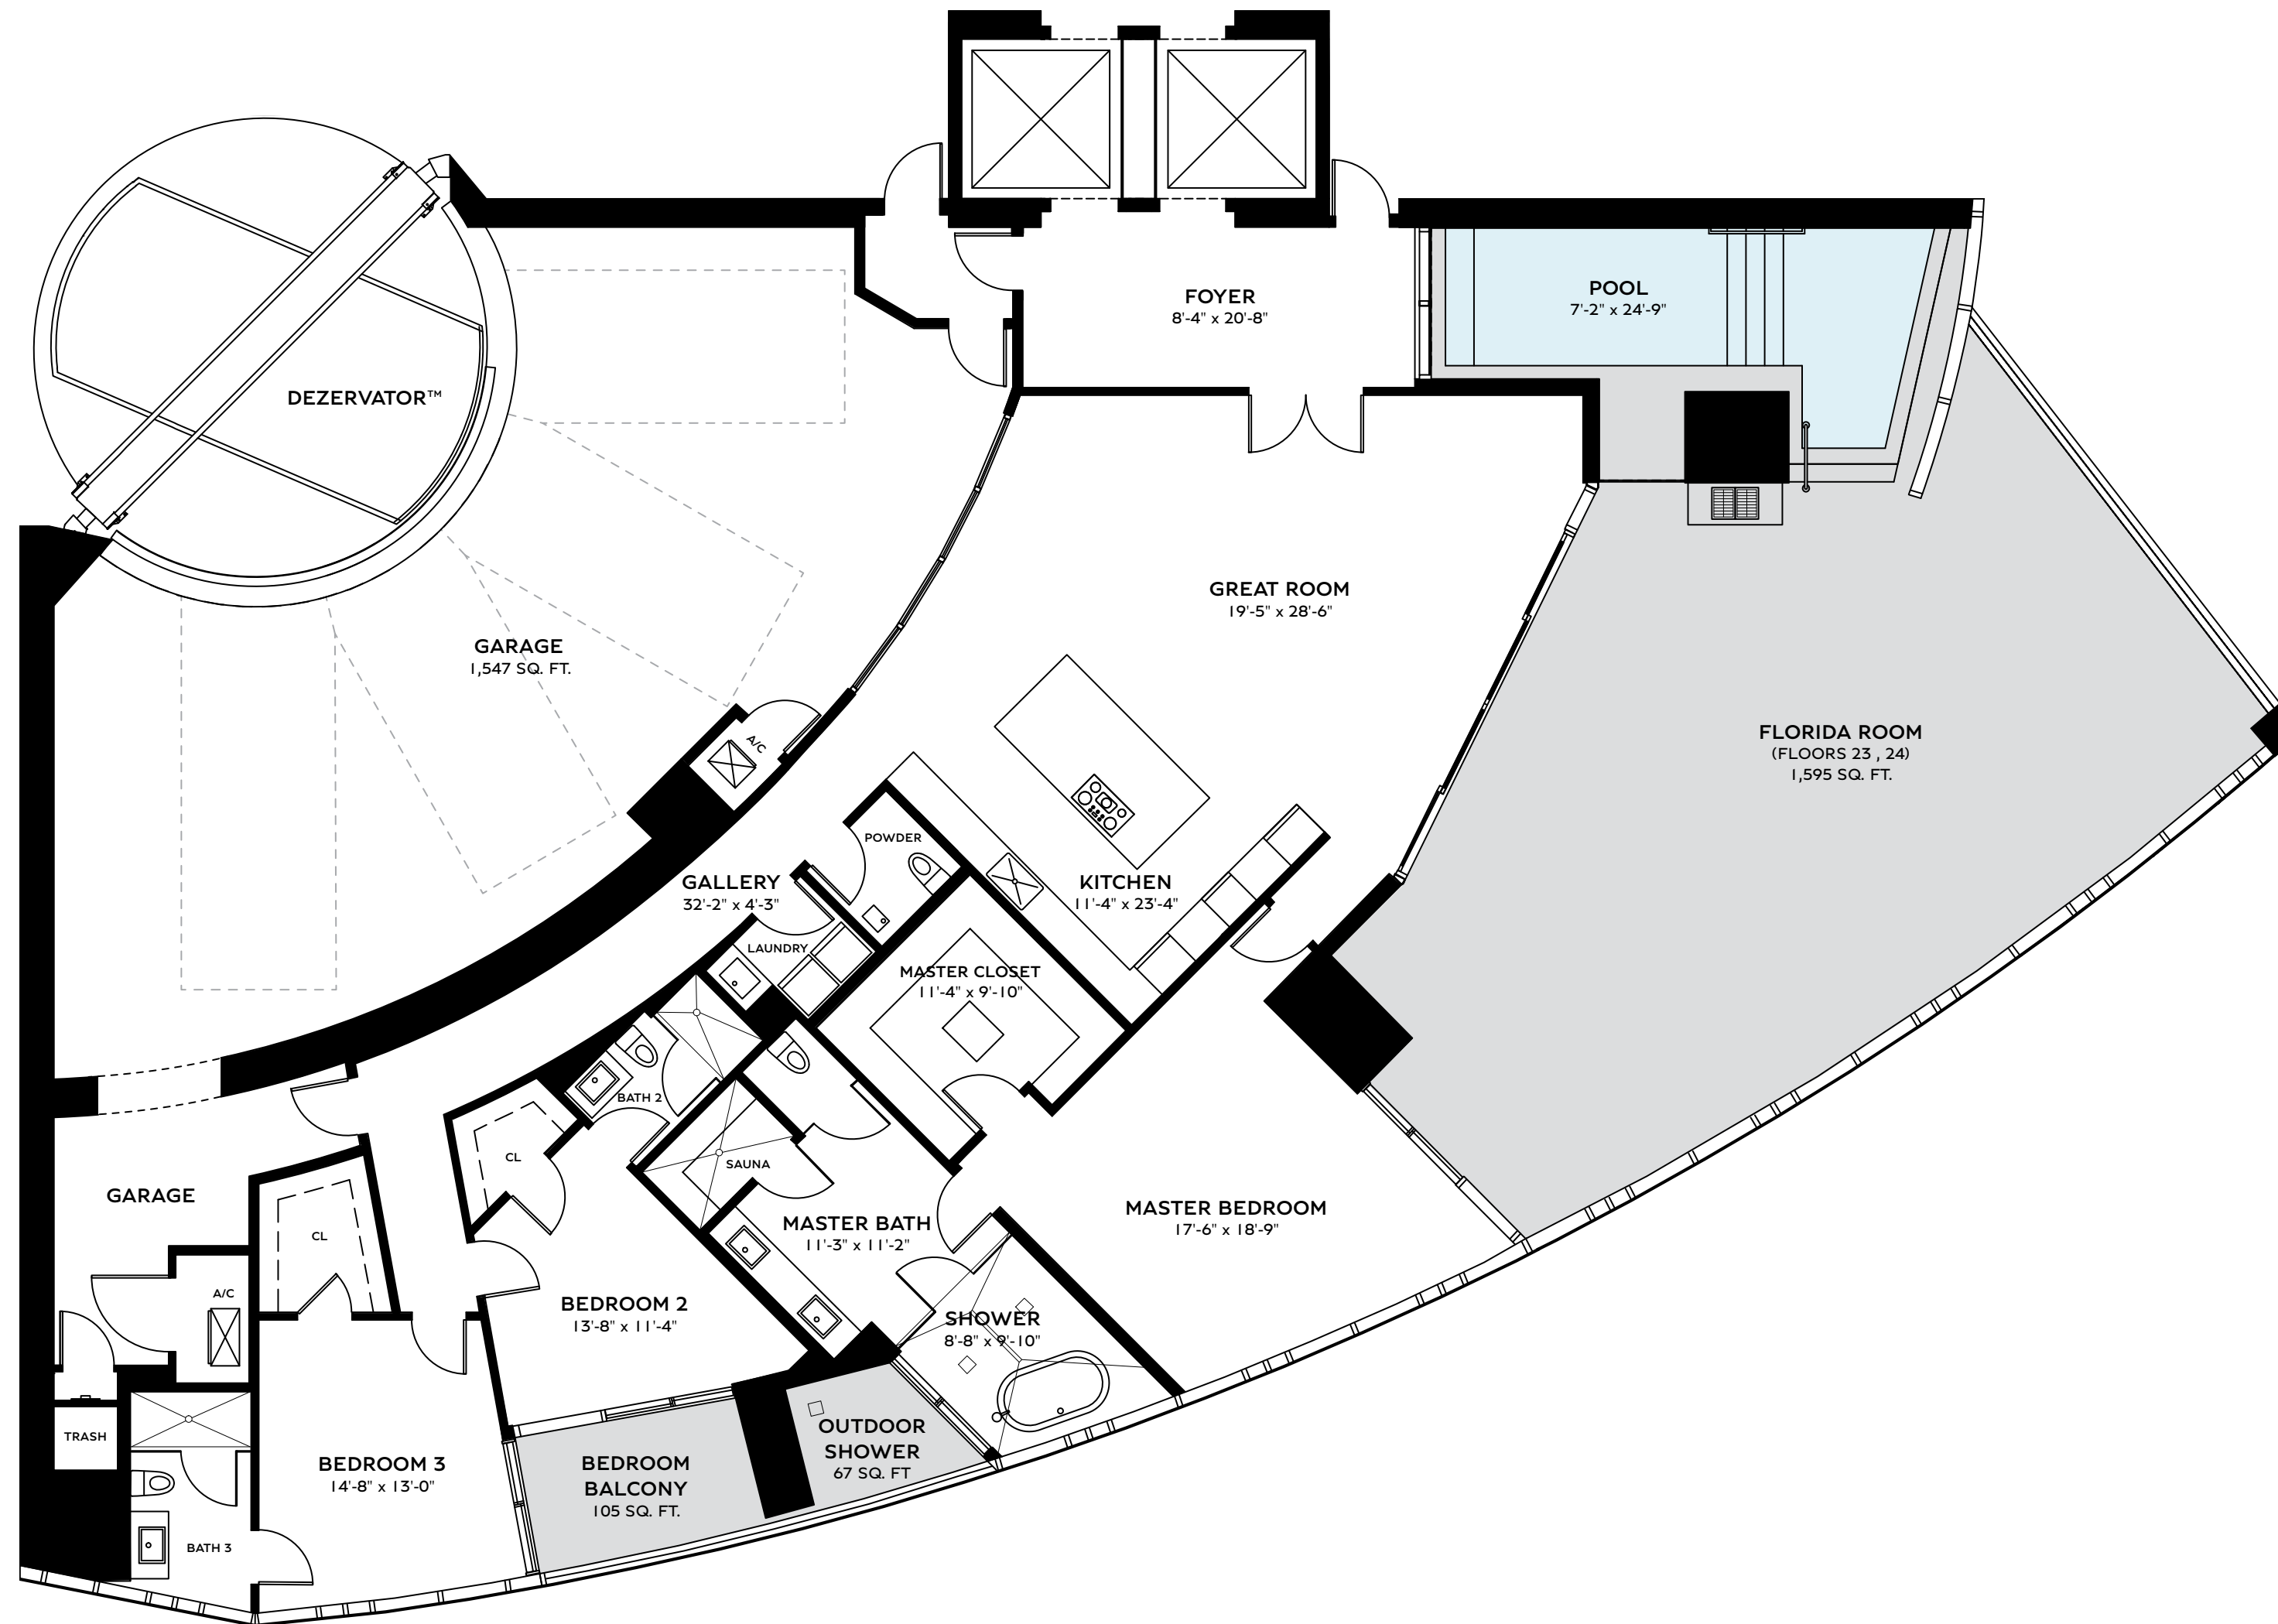 FOYER
8'-4" x 20'-8"
POOL
7'-2" x 24'-9"
DEZERVATOR™
GREAT ROOM
19'-5" x 28'-6"
GARAGE
1,547 SQ. FT.
FLORIDA ROOM
(FLOORS 23 , 24)
1,595 SQ. FT.
A/C
POWDER
GALLERY
32'-2" x 4'-3"
KITCHEN
11'-4" x 23'-4"
LAUNDRY
MASTER CLOSET
11'-4" x 9'-10"
BATH 2
CL
SAUNA
GARAGE
MASTER BATH
11'-3" x 11'-2"
MASTER BEDROOM
17'-6" x 18'-9"
CL
A/C
BEDROOM 2
13'-8" x 11'-4"
SHOWER
8'-8" x 9'-10"
TRASH
OUTDOOR
SHOWER
67 SQ. FT
BEDROOM 3
14'-8" x 13'-0"
BEDROOM
BALCONY
105 SQ. FT.
BATH 3